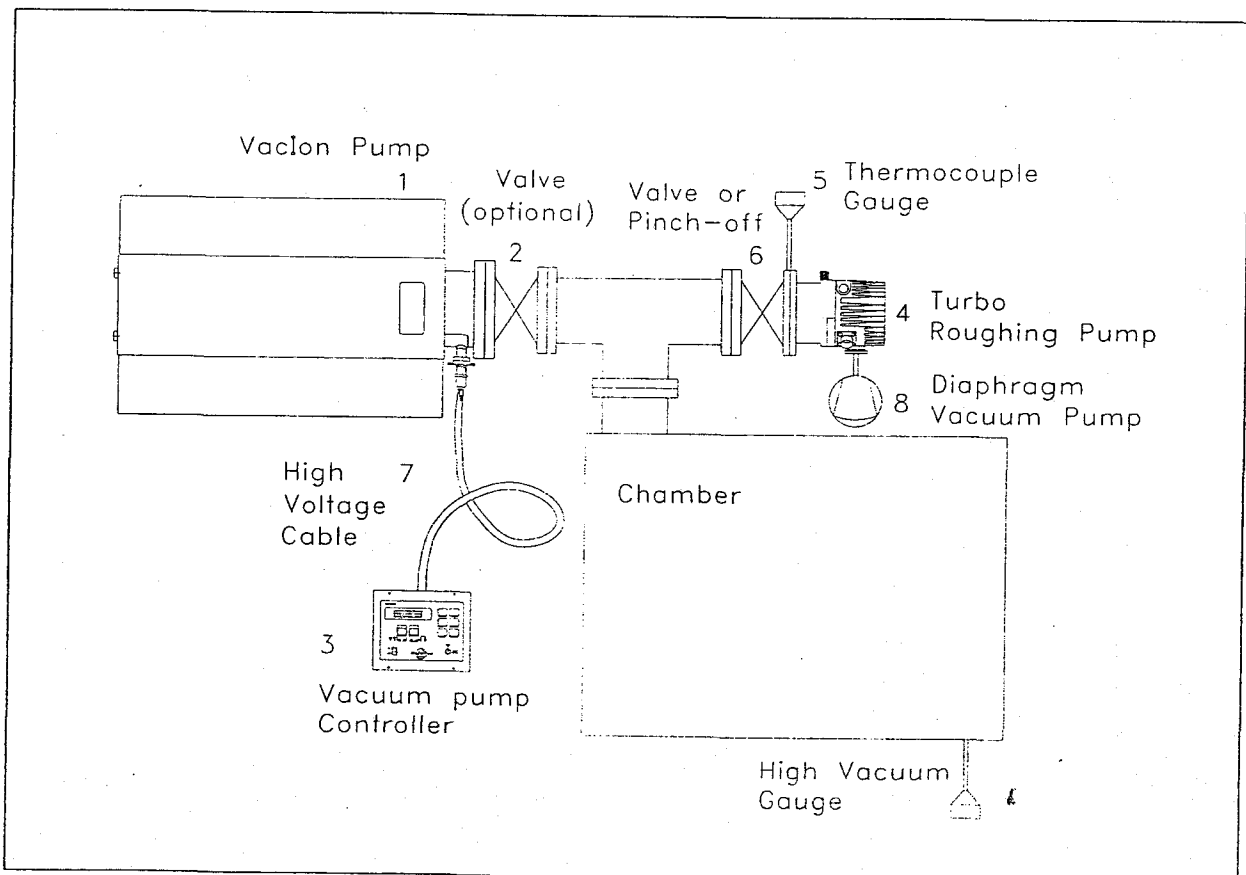 VacIon Pump
1
Valve
(optional)
2
Valve or
Pinch-off
6
5 Thermocouple
Gauge
4 Turbo
Roughing Pump
8 Diaphragm
Vacuum Pump
High 7
Voltage
Cable
Chamber
3
Vacuum pump
Controller
High Vacuum
Gauge